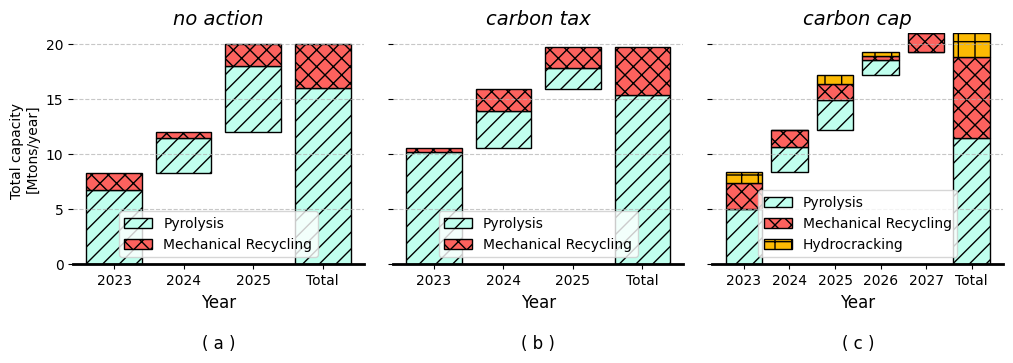 no action
carbon tax
carbon cap
Total capacity
[Mtons/year]
20
15
10
5
0
Pyrolysis
Mechanical Recycling
Pyrolysis
Mechanical Recycling
Pyrolysis
Mechanical Recycling
Hydrocracking
2023 2024 2025 Total
2023 2024 2025 Total
2023 2024 2025 2026 2027 Total
Year
Year
Year
( a )
( b )
( c )